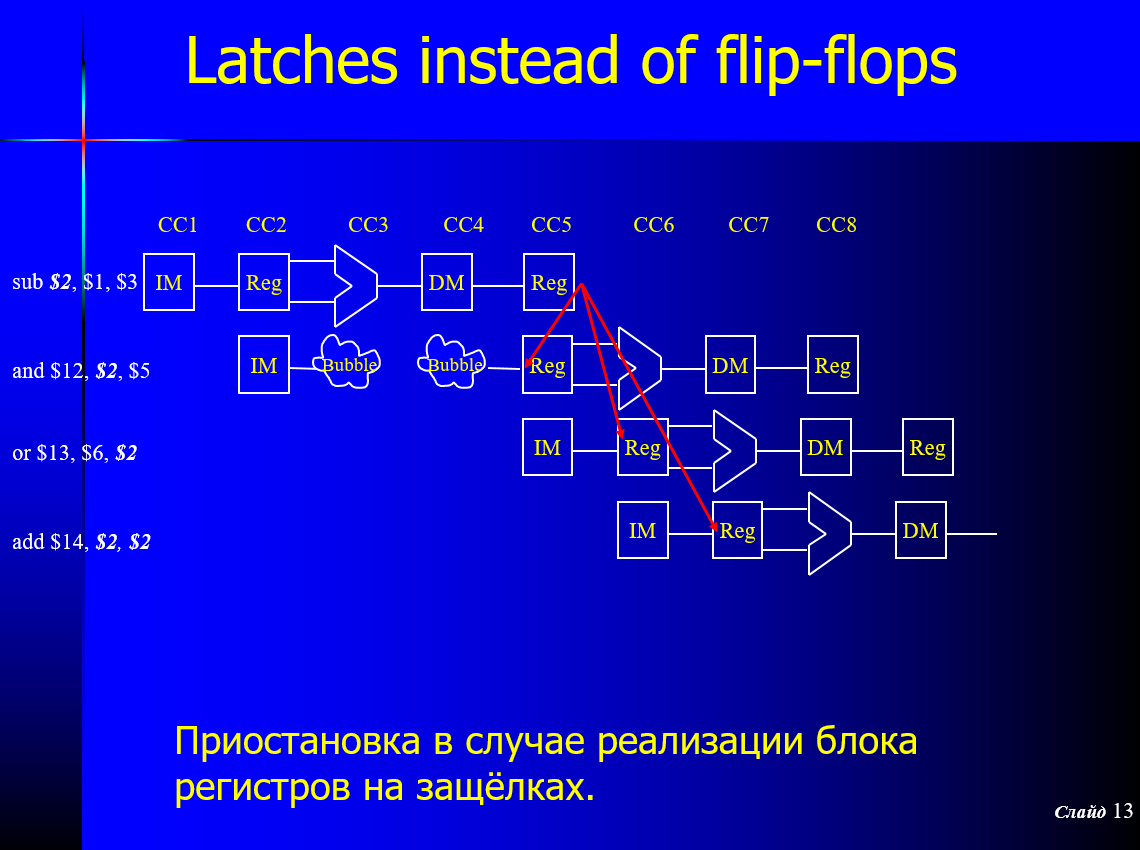 Latches instead of flip-flops
CC1 CC2 CC3 CC4 CC5 CC6 CC7 CC8
sub $2, $1, $3 IM Reg DM Reg
and $12, $2, $5 IM Bubble Bubble Reg DM Reg
or $13, $6, $2 IM Reg DM Reg
add $14, $2, $2 IM Reg DM
Приостановка в случае реализации блока
регистров на защёлках.
Слайд 13